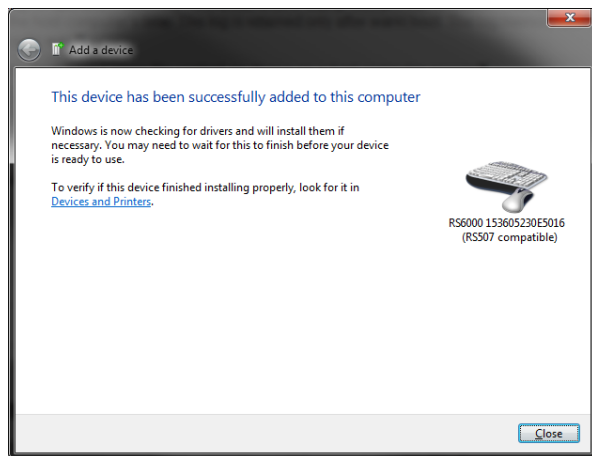 Add a device
This device has been successfully added to this computer
Windows is now checking for drivers and will install them if
necessary. You may need to wait for this to finish before your device
is ready to use.
To verify if this device finished installing properly, look for it in
Devices and Printers.
RS6000 153605230E5016
(RS507 compatible)
Close